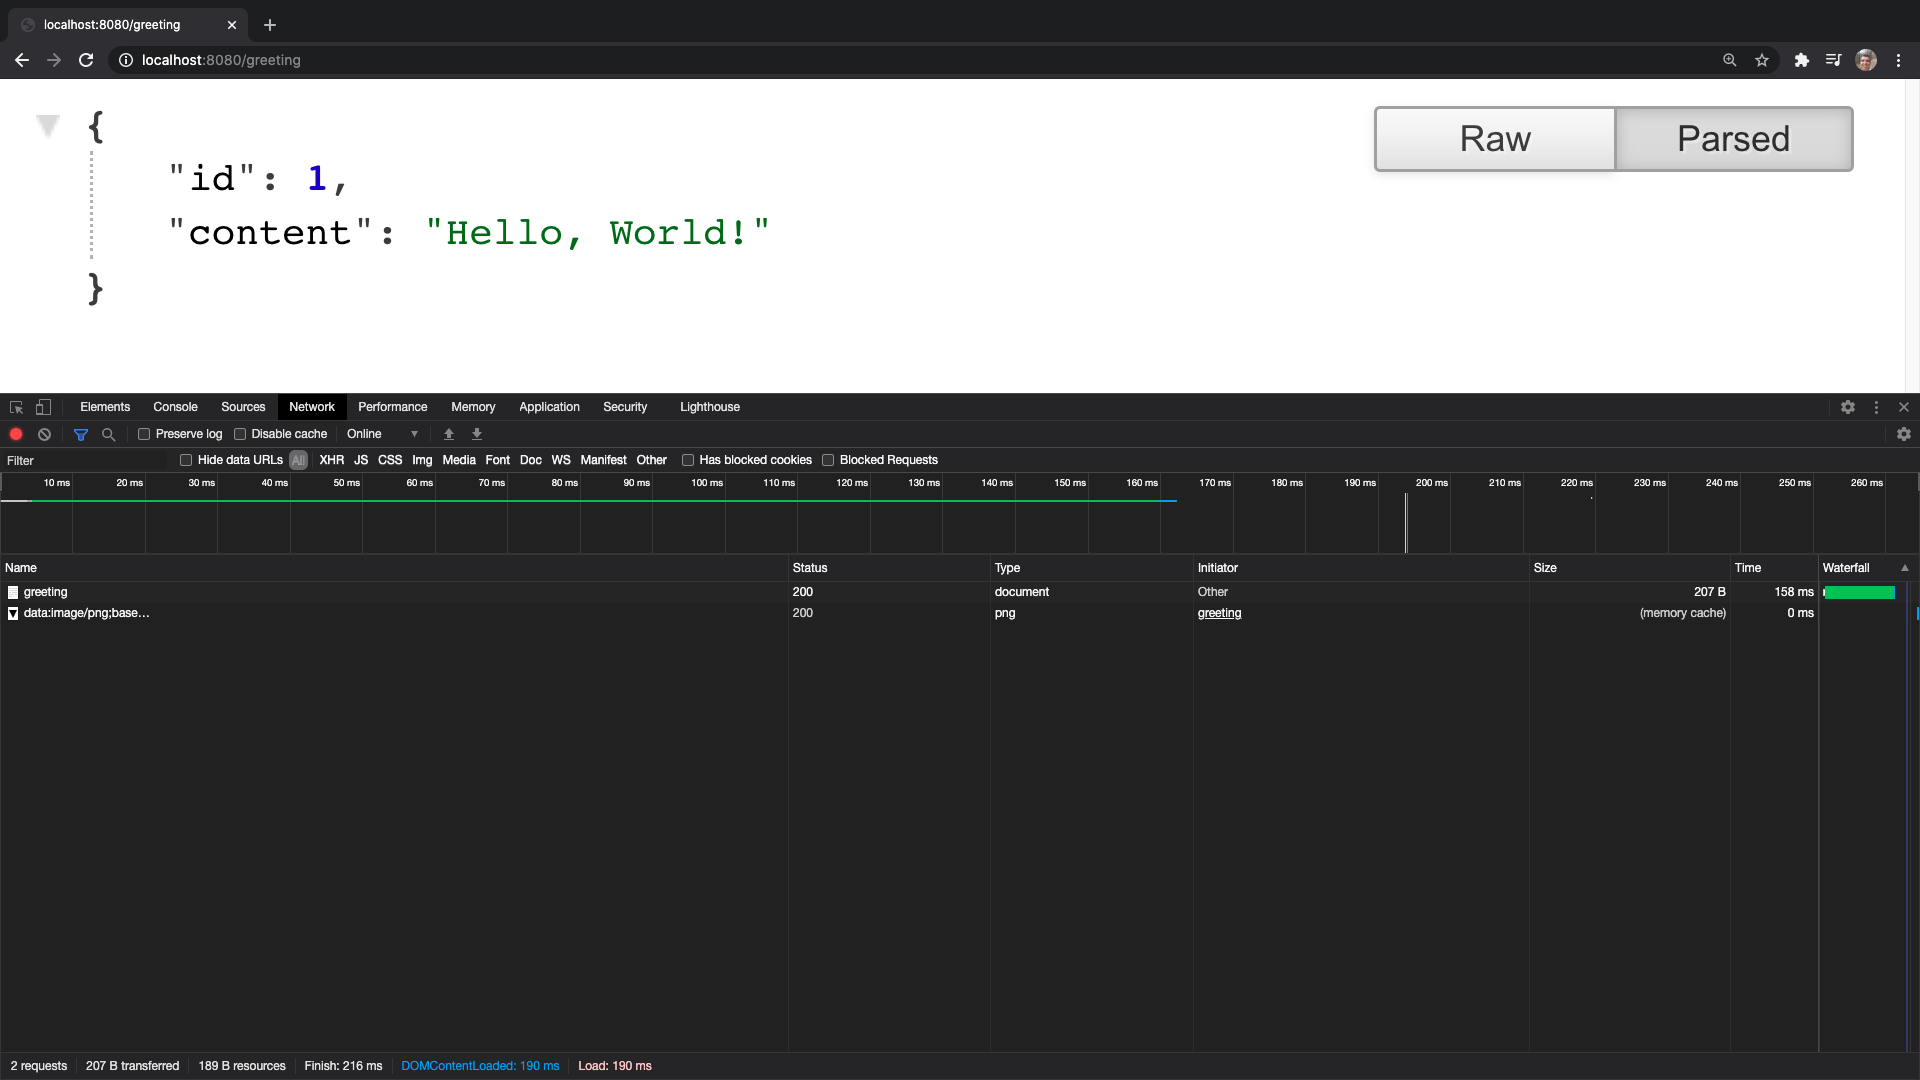 localhost:8080/greeting
localhost:8080/greeting
{
Raw Parsed
"id": 1,
"content": "Hello, World!"
}
Elements Console Sources Network Performance Memory Application Security Lighthouse
Preserve log Disable cache Online
Filter Hide data URLs All XHR JS CSS Img Media Font Doc WS Manifest Other Has blocked cookies Blocked Requests
10 ms 20 ms 30 ms 40 ms 50 ms 60 ms 70 ms 80 ms 90 ms 100 ms 110 ms 120 ms 130 ms 140 ms 150 ms 160 ms 170 ms 180 ms 190 ms 200 ms 210 ms 220 ms 230 ms 240 ms 250 ms 260 ms
Name Status Type Initiator Size Time Waterfall
greeting 200 document Other 207 B 158 ms
data:image/png;base… 200 png greeting (memory cache) 0 ms
2 requests 207 B transferred 189 B resources Finish: 216 ms DOMContentLoaded: 190 ms Load: 190 ms